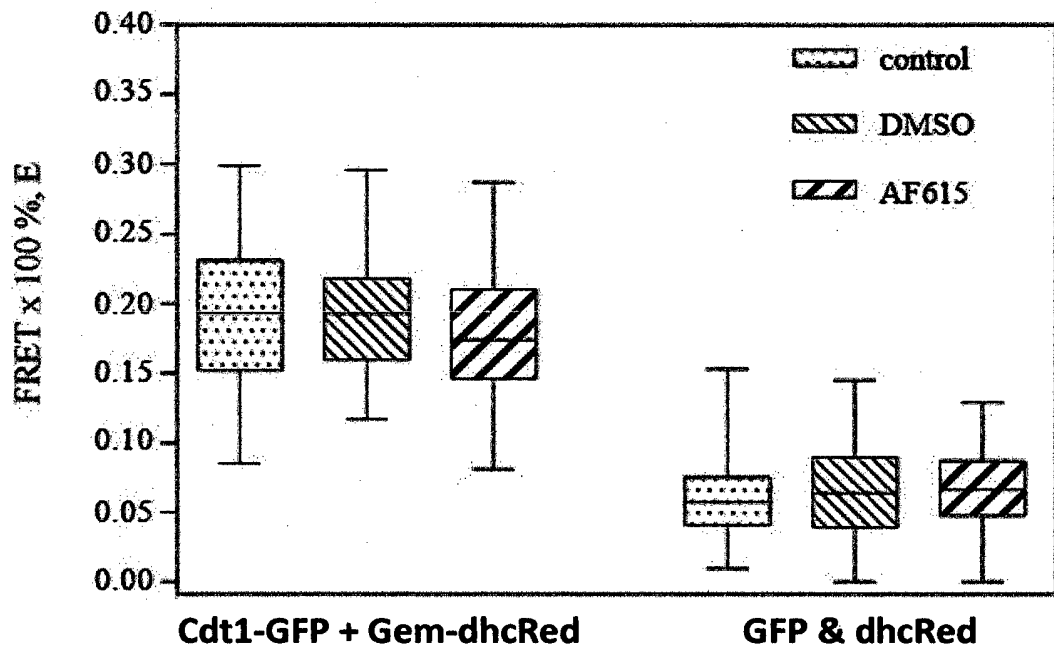 0.40
0.35
0.30
0.25
0.20
0.15
0.10
0.05
0.00
FRET x 100 %, E
control
DMSO
AF615
Cdt1-GFP + Gem-dhcRed
GFP & dhcRed